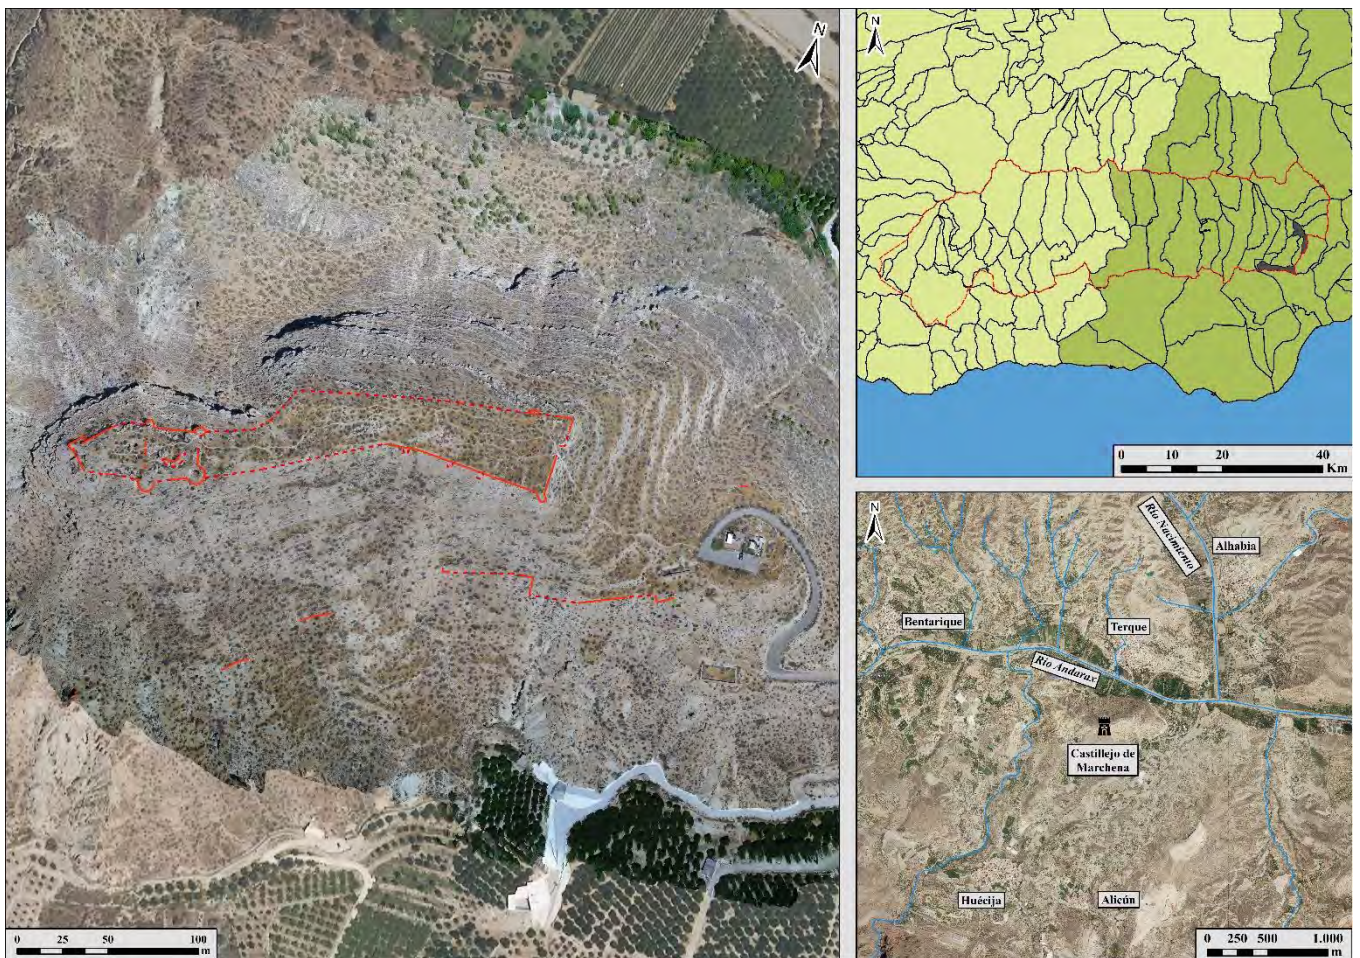 N
0 25 50 100
m
N
0 10 20 40
Km
N
Río Nacimiento
Alhabia
Bentarique
Terque
Río Andarax
Castillejo de
Marchena
Huécija
Alicún
0 250 500 1.000
m